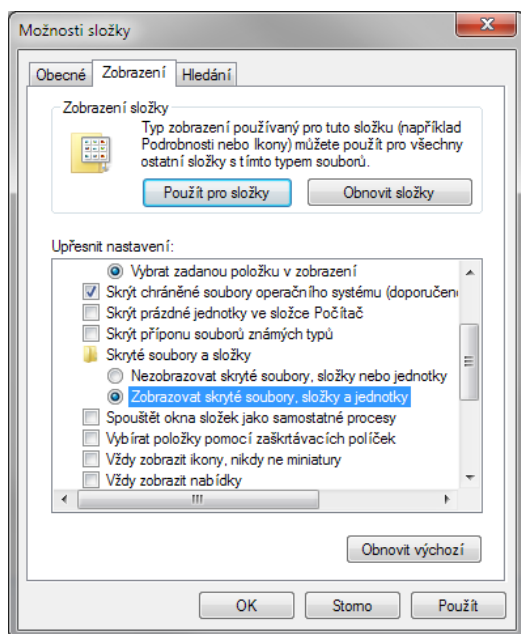 Možnosti složky
Obecné Zobrazení Hledání
Zobrazení složky
Typ zobrazení používaný pro tuto složku (například
Podrobnosti nebo Ikony) můžete použít pro všechny
ostatní složky s tímto typem souborů.
Použít pro složky Obnovit složky
Upřesnit nastavení:
Vybrat zadanou položku v zobrazení
Skrýt chráněné soubory operačního systému (doporučen
Skrýt prázdné jednotky ve složce Počítač
Skrýt příponu souborů známých typů
Skryté soubory a složky
Nezobrazovat skryté soubory, složky nebo jednotky
Zobrazovat skryté soubory, složky a jednotky
Spouštět okna složek jako samostatné procesy
Vybírat položky pomocí zaškrtávacích políček
Vždy zobrazit ikony, nikdy ne miniatury
Vždy zobrazit nabídky
Obnovit výchozí
OK Storno Použít